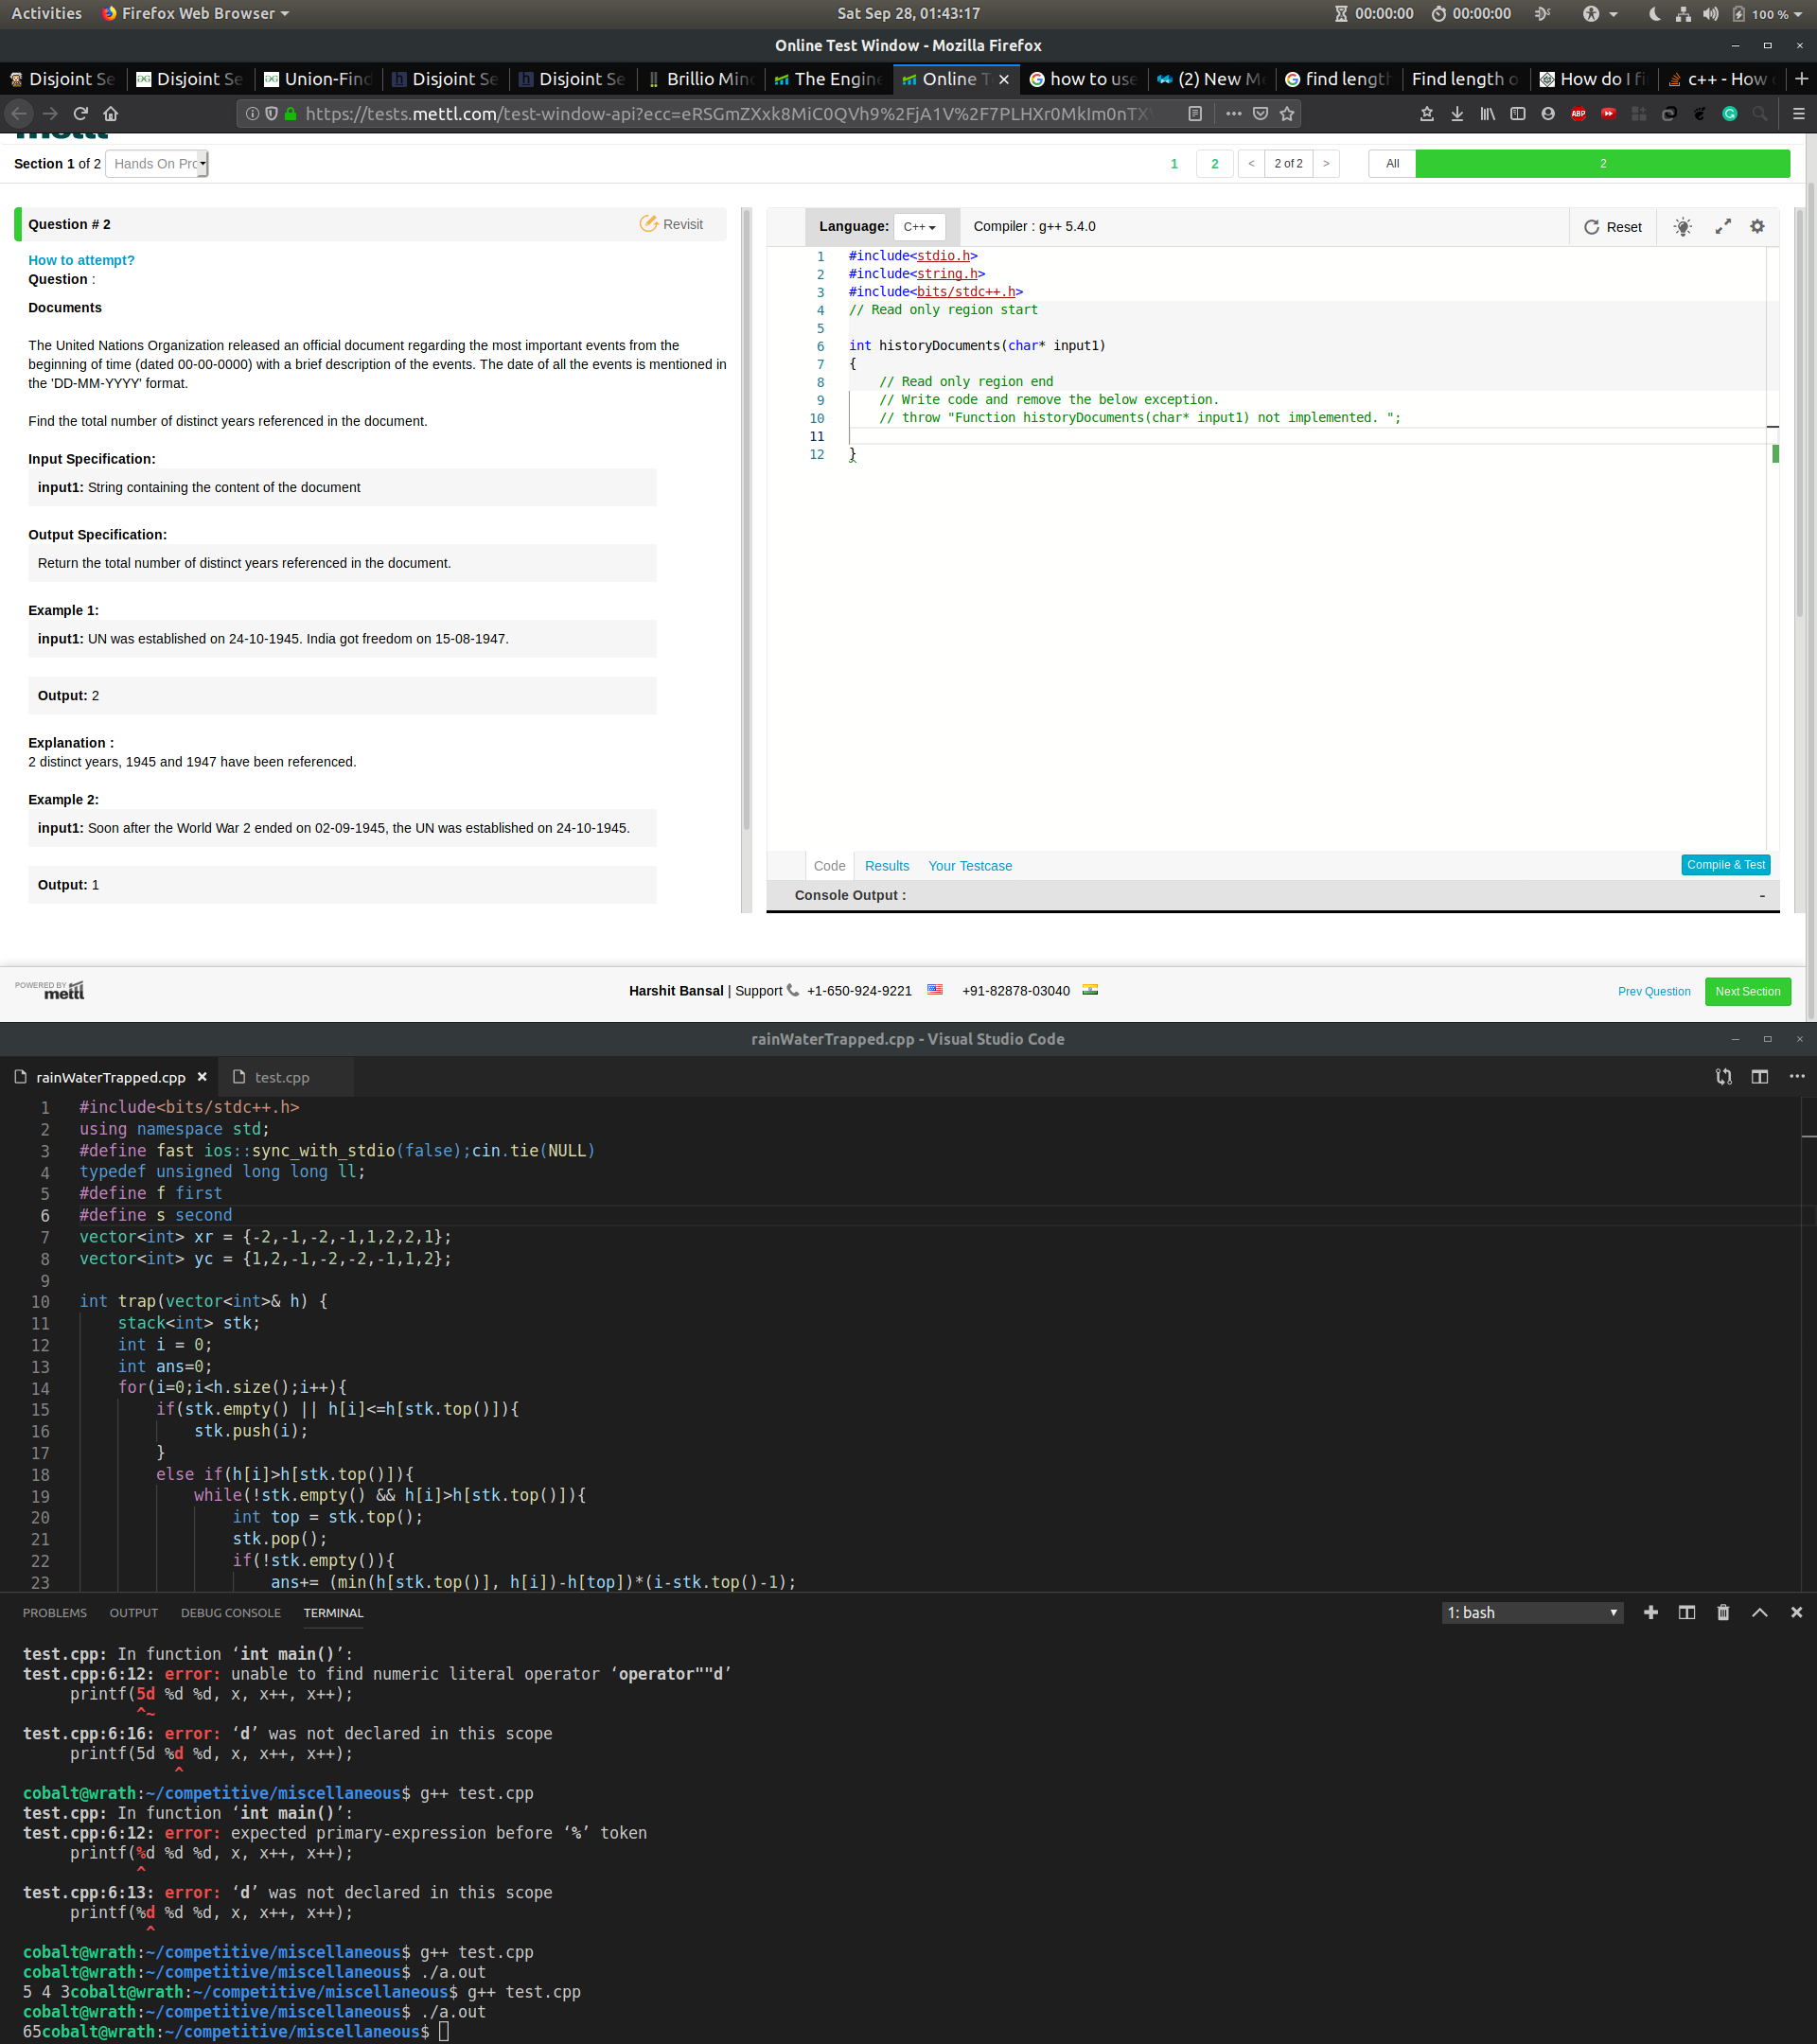 Activities Firefox Web Browser Sat Sep 28, 01:43:17 00:00:00 00:00:00 100 %
Online Test Window - Mozilla Firefox
Disjoint Se Disjoint Se Union-Find Disjoint Se Disjoint Se Brillio Min The Engine Online T how to use (2) New M find length Find length o How do I fi c++ - How
https://tests.mettl.com/test-window-api?ecc=eRSGmZXxk8MiC0QVh9%2FjA1V%2F7PLHXr0MkIm0nTX
mettl
Section 1 of 2 Hands On Pro 1 2 < 2 of 2 > All 2
Question # 2 Revisit
How to attempt?
Question :
Documents
The United Nations Organization released an official document regarding the most important events from the
beginning of time (dated 00-00-0000) with a brief description of the events. The date of all the events is mentioned in
the 'DD-MM-YYYY' format.
Find the total number of distinct years referenced in the document.
Input Specification:
input1: String containing the content of the document
Output Specification:
Return the total number of distinct years referenced in the document.
Example 1:
input1: UN was established on 24-10-1945. India got freedom on 15-08-1947.
Output: 2
Explanation :
2 distinct years, 1945 and 1947 have been referenced.
Example 2:
input1: Soon after the World War 2 ended on 02-09-1945, the UN was established on 24-10-1945.
Output: 1
Language: C++ Compiler : g++ 5.4.0 Reset
1 #include<stdio.h>
2 #include<string.h>
3 #include<bits/stdc++.h>
4 // Read only region start
5
6 int historyDocuments(char* input1)
7 {
8 // Read only region end
9 // Write code and remove the below exception.
10 // throw "Function historyDocuments(char* input1) not implemented. ";
11
12 }
Code Results Your Testcase Compile & Test
Console Output : -
POWERED BY mettl Harshit Bansal | Support +1-650-924-9221 +91-82878-03040 Prev Question Next Section
rainWaterTrapped.cpp - Visual Studio Code
rainWaterTrapped.cpp test.cpp
1 #include<bits/stdc++.h>
2 using namespace std;
3 #define fast ios::sync_with_stdio(false);cin.tie(NULL)
4 typedef unsigned long long ll;
5 #define f first
6 #define s second
7 vector<int> xr = {-2,-1,-2,-1,1,2,2,1};
8 vector<int> yc = {1,2,-1,-2,-2,-1,1,2};
9
10 int trap(vector<int>& h) {
11 stack<int> stk;
12 int i = 0;
13 int ans=0;
14 for(i=0;i<h.size();i++){
15 if(stk.empty() || h[i]<=h[stk.top()]){
16 stk.push(i);
17 }
18 else if(h[i]>h[stk.top()]){
19 while(!stk.empty() && h[i]>h[stk.top()]){
20 int top = stk.top();
21 stk.pop();
22 if(!stk.empty()){
23 ans+= (min(h[stk.top()], h[i])-h[top])*(i-stk.top()-1);
PROBLEMS OUTPUT DEBUG CONSOLE TERMINAL 1: bash
test.cpp: In function ‘int main()’:
test.cpp:6:12: error: unable to find numeric literal operator ‘operator""d’
printf(5d %d %d, x, x++, x++);
^~
test.cpp:6:16: error: ‘d’ was not declared in this scope
printf(5d %d %d, x, x++, x++);
^
cobalt@wrath:~/competitive/miscellaneous$ g++ test.cpp
test.cpp: In function ‘int main()’:
test.cpp:6:12: error: expected primary-expression before ‘%’ token
printf(%d %d %d, x, x++, x++);
^
test.cpp:6:13: error: ‘d’ was not declared in this scope
printf(%d %d %d, x, x++, x++);
^
cobalt@wrath:~/competitive/miscellaneous$ g++ test.cpp
cobalt@wrath:~/competitive/miscellaneous$ ./a.out
5 4 3cobalt@wrath:~/competitive/miscellaneous$ g++ test.cpp
cobalt@wrath:~/competitive/miscellaneous$ ./a.out
65cobalt@wrath:~/competitive/miscellaneous$